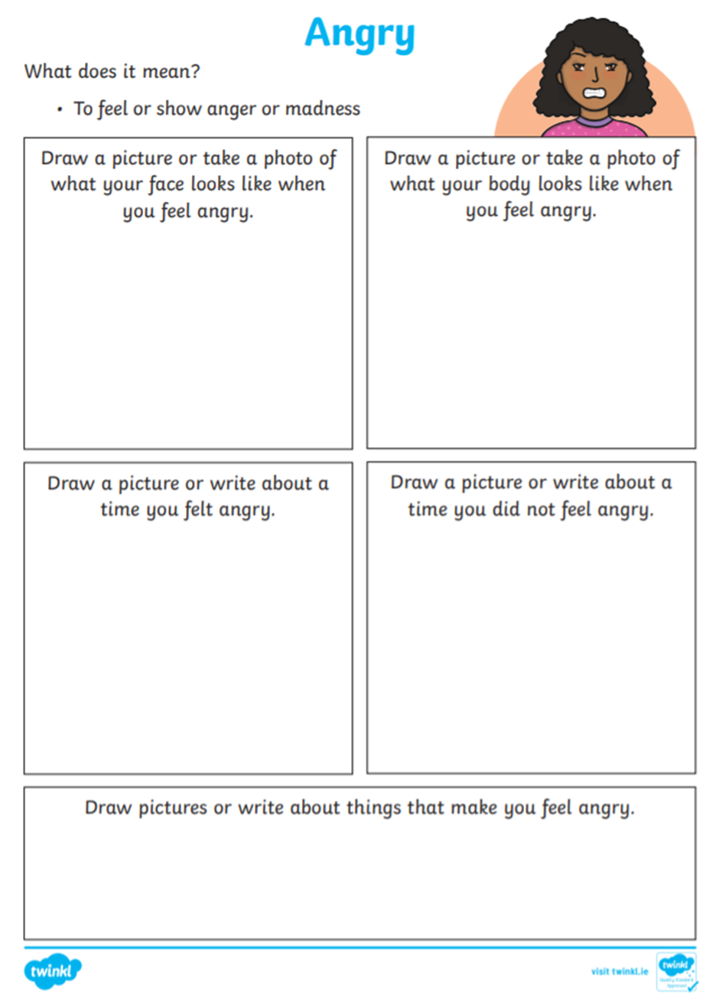 Angry
What does it mean?
• To feel or show anger or madness
Draw a picture or take a photo of
what your face looks like when
you feel angry.
Draw a picture or take a photo of
what your body looks like when
you feel angry.
Draw a picture or write about a
time you felt angry.
Draw a picture or write about a
time you did not feel angry.
Draw pictures or write about things that make you feel angry.
twinkl
visit twinkl.ie
twinkl
Quality Standard
Approved